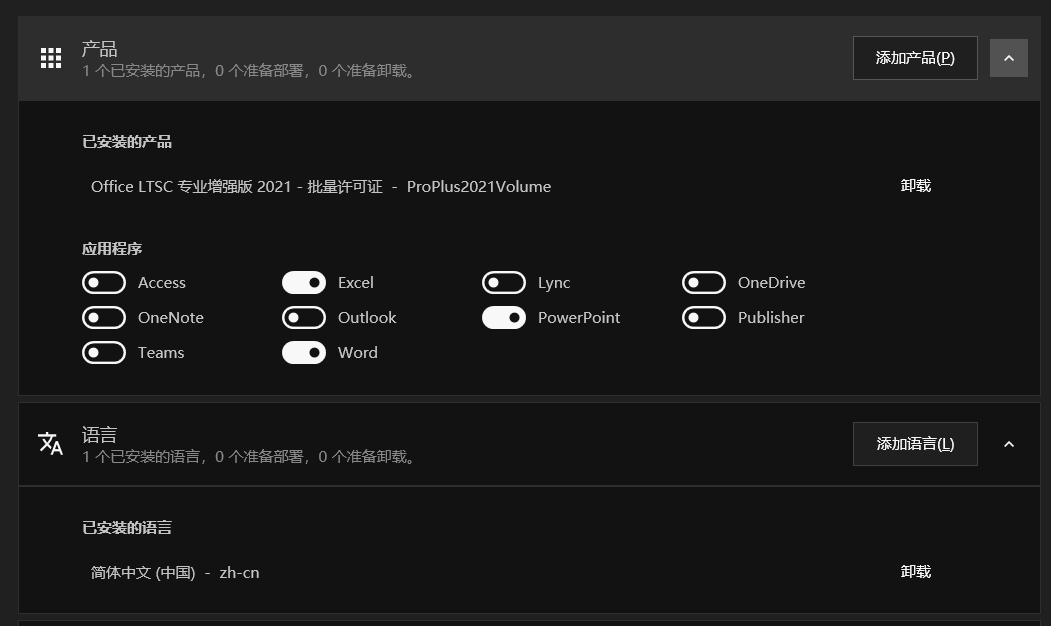 产品
1 个已安装的产品，0 个准备部署，0 个准备卸载。
添加产品(P)
已安装的产品
Office LTSC 专业增强版 2021 - 批量许可证 - ProPlus2021Volume 卸载
应用程序
Access Excel Lync OneDrive
OneNote Outlook PowerPoint Publisher
Teams Word
语言
1 个已安装的语言，0 个准备部署，0 个准备卸载。
添加语言(L)
已安装的语言
简体中文 (中国) - zh-cn 卸载